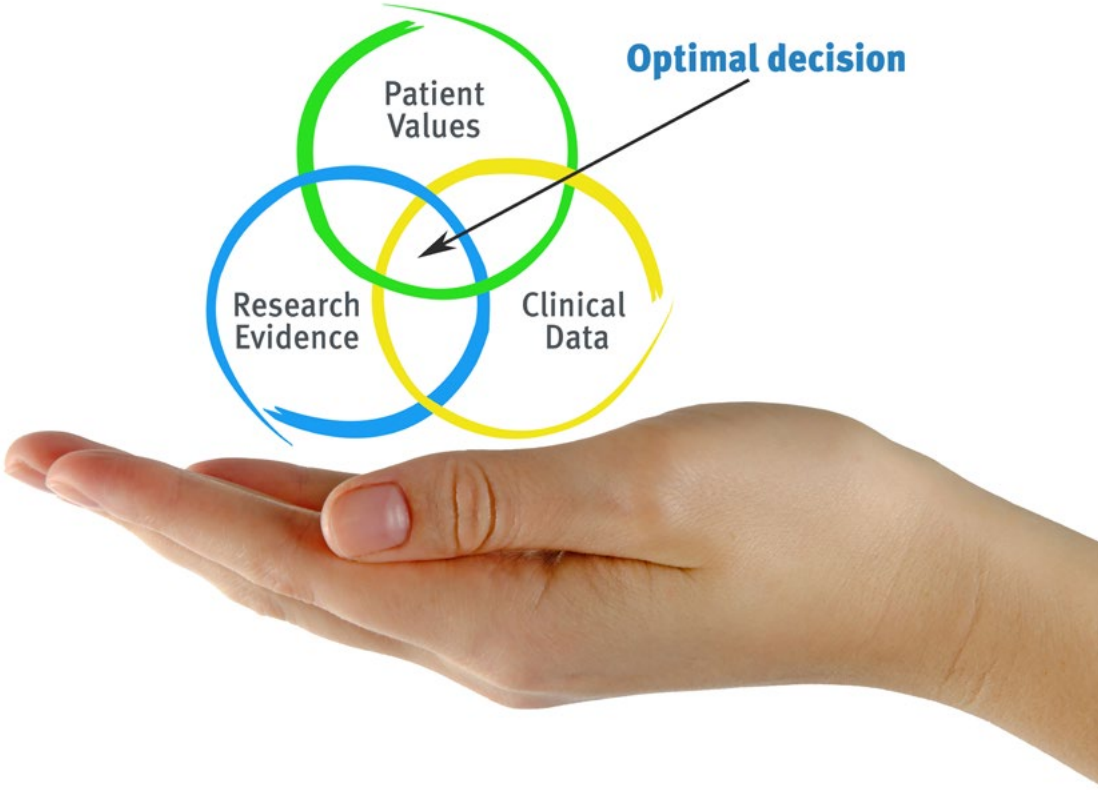 Optimal decision
Patient
Values
Research
Evidence
Clinical
Data